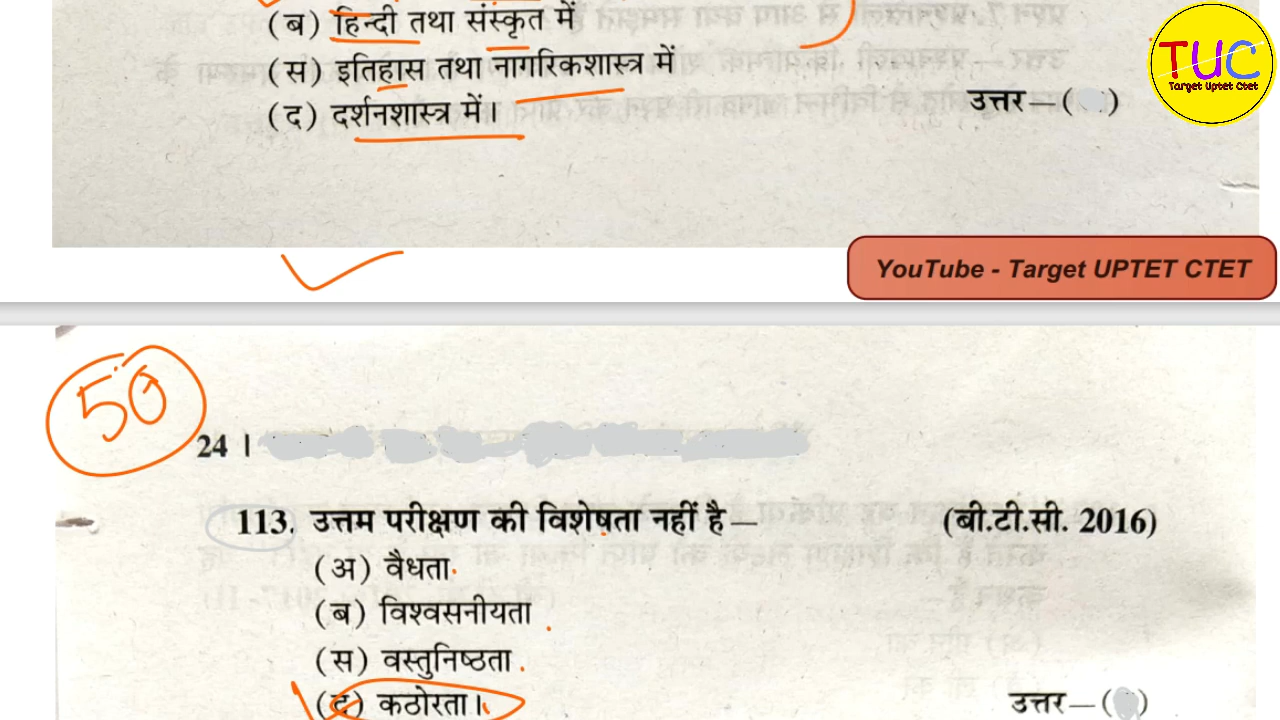 (ब) हिन्दी तथा संस्कृत में
(स) इतिहास तथा नागरिकशास्त्र में
(द) दर्शनशास्त्र में।
उत्तर–( )
TUC
Target Uptet Ctet
YouTube - Target UPTET CTET
50
24 ।
113. उत्तम परीक्षण की विशेषता नहीं है– (बी.टी.सी. 2016)
(अ) वैधता
(ब) विश्वसनीयता
(स) वस्तुनिष्ठता
(द) कठोरता।
उत्तर–( )